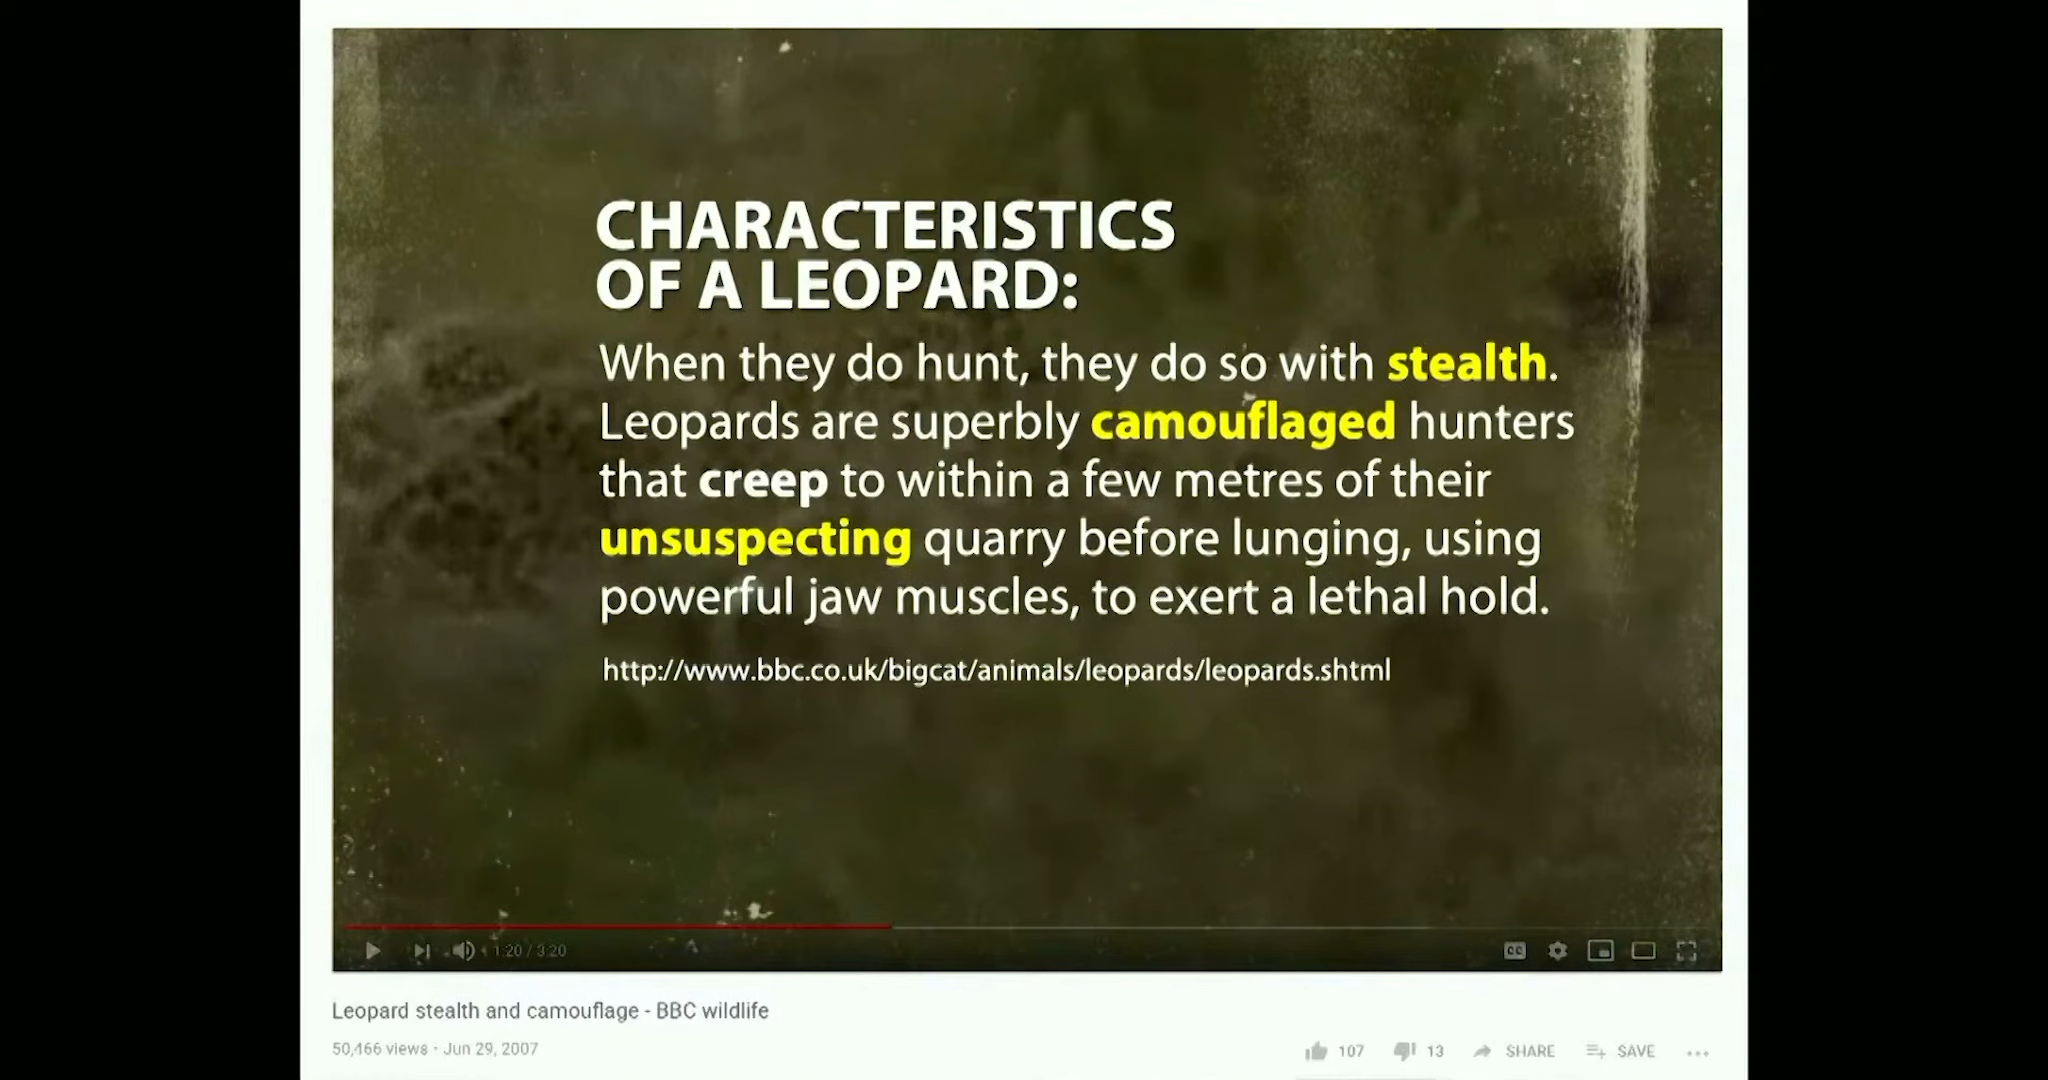 CHARACTERISTICS
OF A LEOPARD:
When they do hunt, they do so with stealth.
Leopards are superbly camouflaged hunters
that creep to within a few metres of their
unsuspecting quarry before lunging, using
powerful jaw muscles, to exert a lethal hold.
http://www.bbc.co.uk/bigcat/animals/leopards/leopards.shtml
1:20 / 3:20
CC
Leopard stealth and camouflage - BBC wildlife
50,466 views · Jun 29, 2007
107 13 SHARE SAVE